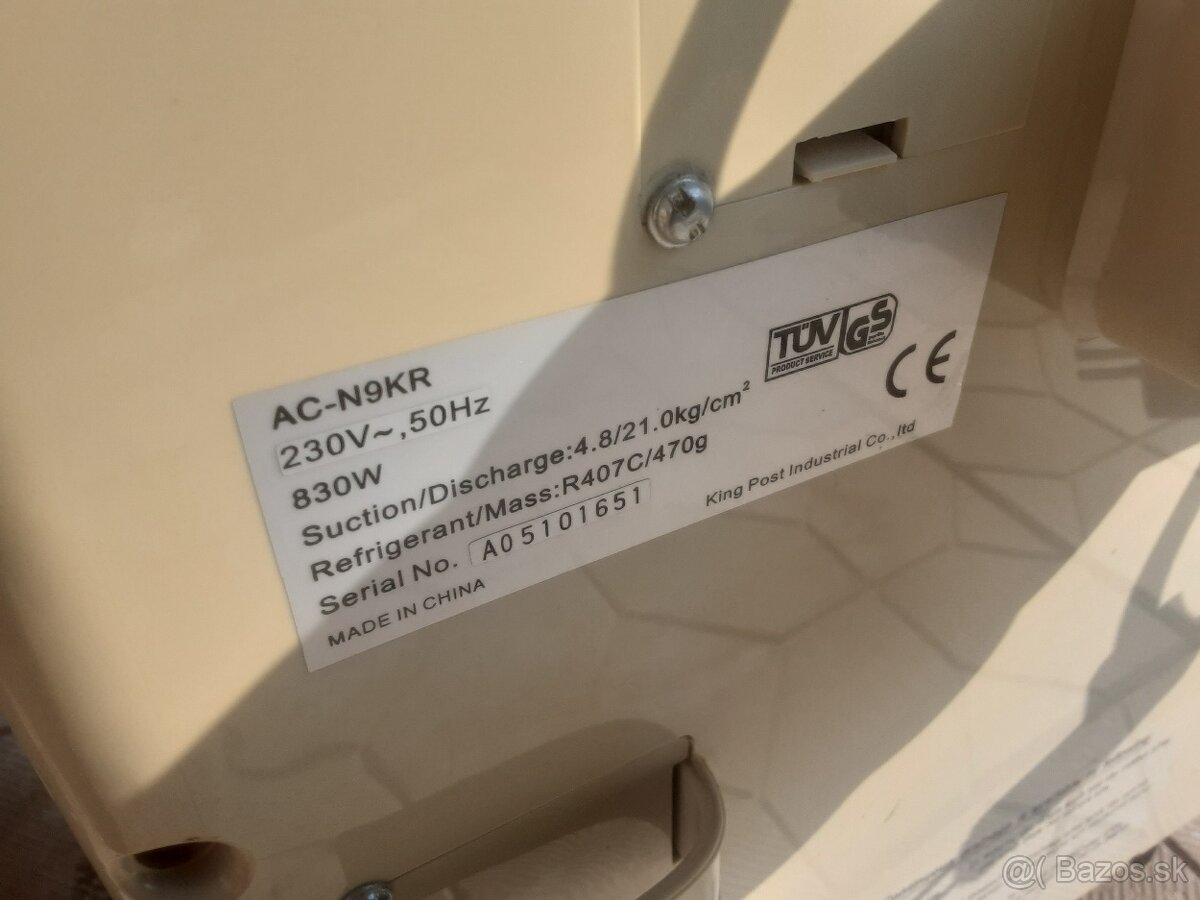 AC-N9KR
230V~,50Hz
830W
Suction/Discharge:4.8/21.0kg/cm²
Refrigerant/Mass:R407C/470g
Serial No. A05101651
MADE IN CHINA
TÜV GS
PRODUCT SERVICE
CE
King Post Industrial Co.,ltd
@( Bazos.sk